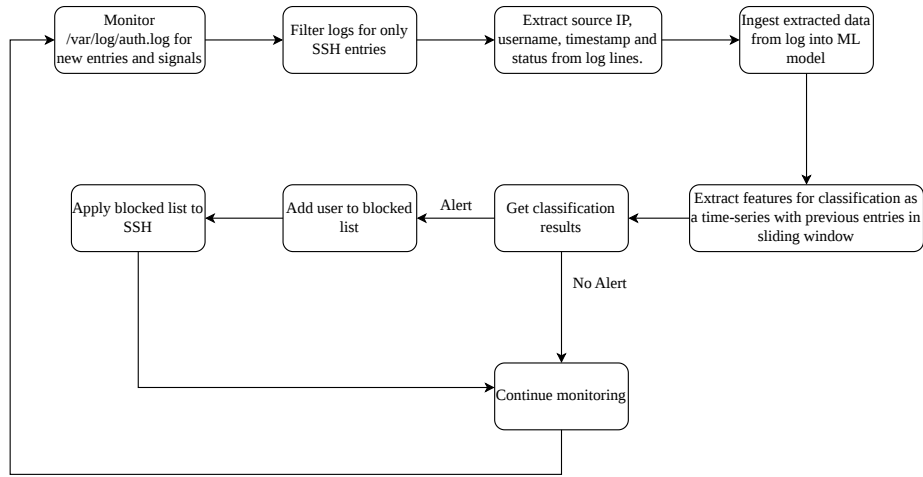 Monitor
/var/log/auth.log for
new entries and signals
Filter logs for only
SSH entries
Extract source IP,
username, timestamp and
status from log lines.
Ingest extracted data
from log into ML
model
Extract features for classification as
a time-series with previous entries in
sliding window
Get classification
results
Alert
Add user to blocked
list
Apply blocked list to
SSH
No Alert
Continue monitoring